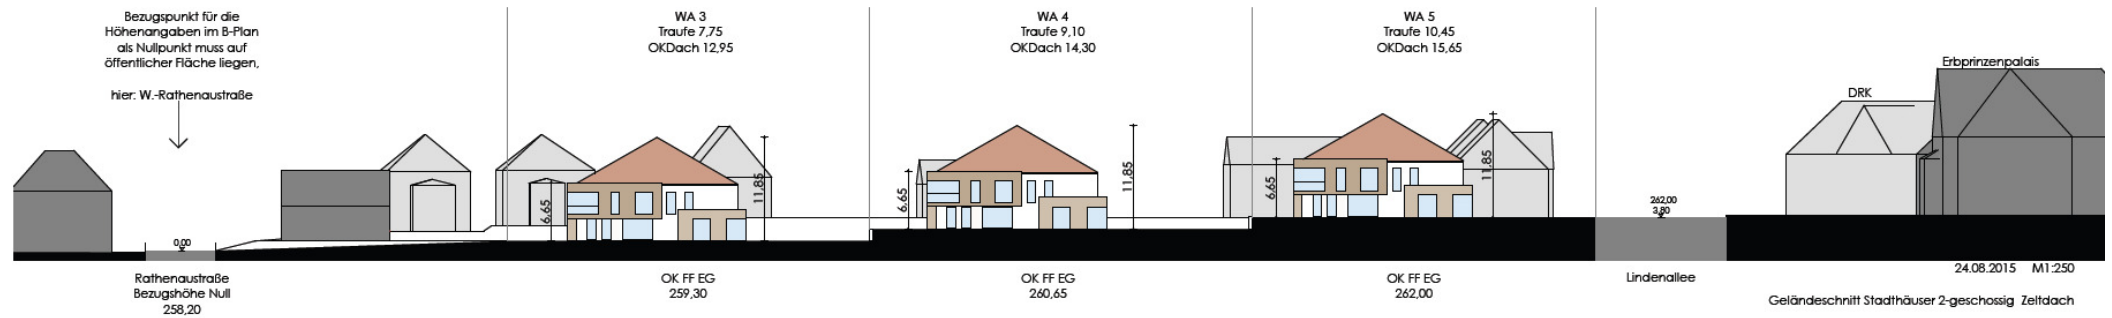 Bezugspunkt für die
Höhenangaben im B-Plan
als Nullpunkt muss auf
öffentlicher Fläche liegen,
hier: W.-Rathenaustraße
WA 3
Traufe 7,75
OKDach 12,95
WA 4
Traufe 9,10
OKDach 14,30
WA 5
Traufe 10,45
OKDach 15,65
Erbprinzenpalais
DRK
6,65
11,85
6,65
11,85
6,65
11,85
262,00
3,80
0,00
Rathenaustraße
Bezugshöhe Null
258,20
OK FF EG
259,30
OK FF EG
260,65
OK FF EG
262,00
Lindenallee
24.08.2015 M1:250
Geländeschnitt Stadthäuser 2-geschossig Zeltdach